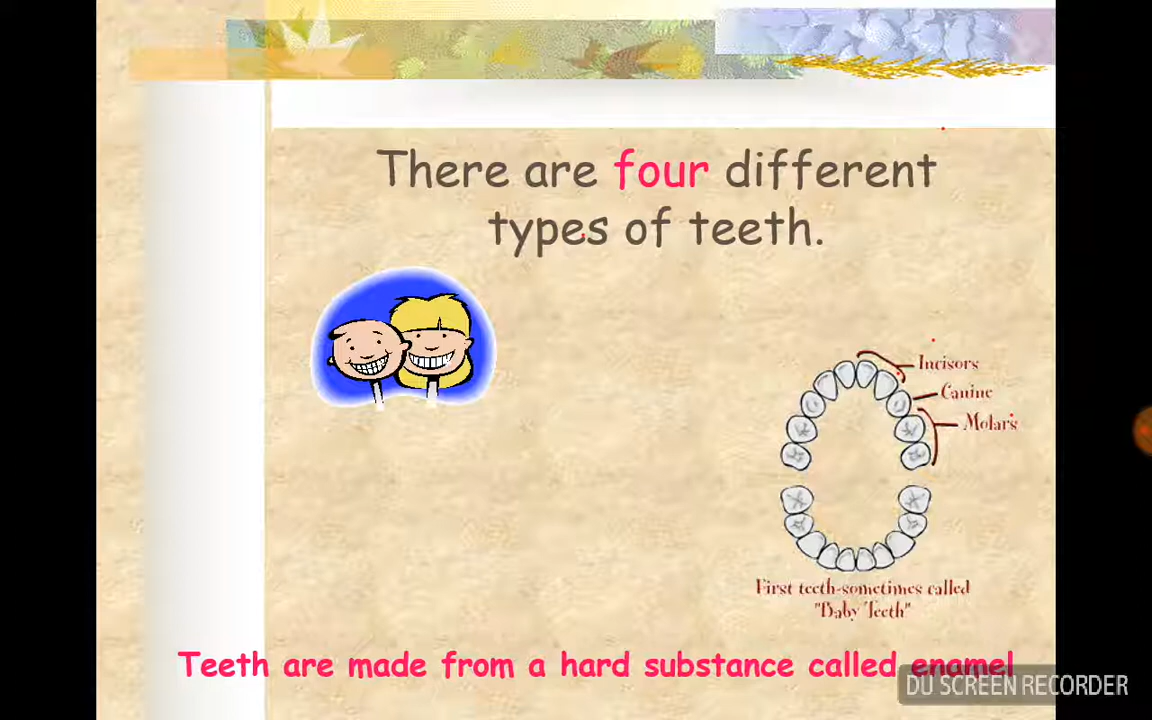 There are four different
types of teeth.
Incisors
Canine
Molars
First teeth-sometimes called
"Baby Teeth"
Teeth are made from a hard substance called enamel
DU SCREEN RECORDER